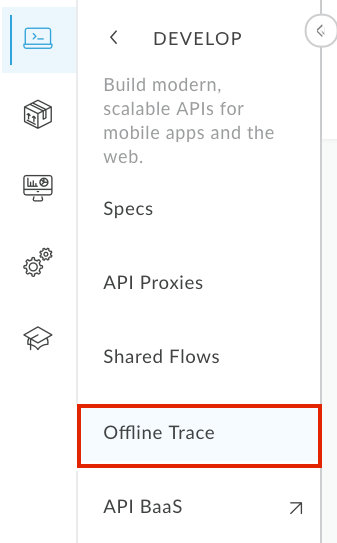 DEVELOP
Build modern,
scalable APIs for
mobile apps and the
web.
Specs
API Proxies
Shared Flows
Offline Trace
API BaaS